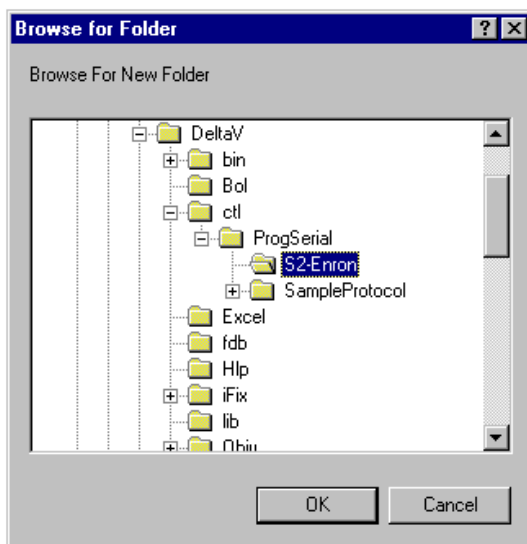 Browse for Folder
Browse For New Folder
DeltaV
bin
Bol
ctl
ProgSerial
S2-Enron
SampleProtocol
Excel
fdb
Hlp
iFix
lib
OK
Cancel